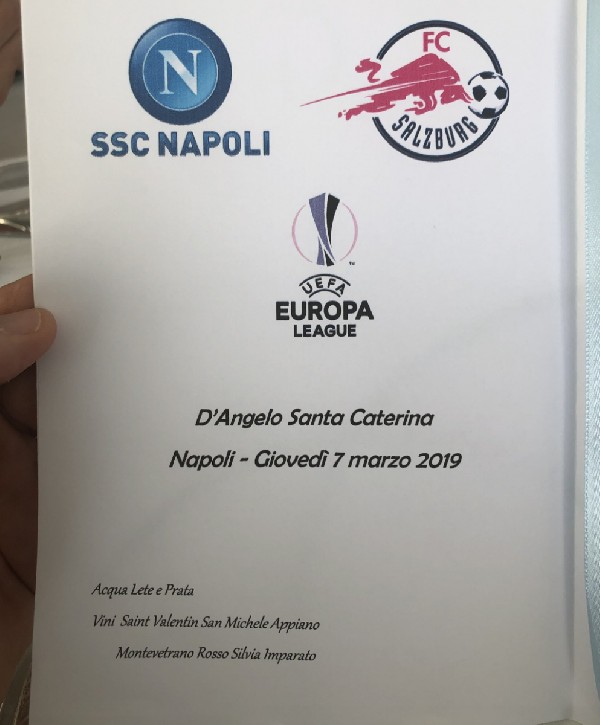 N
SSC NAPOLI
FC
SALZBURG
UEFA
EUROPA
LEAGUE
D'Angelo Santa Caterina
Napoli - Giovedì 7 marzo 2019
Acqua Lete e Prata
Vini Saint Valentin San Michele Appiano
Montevetrano Rosso Silvia Imparato